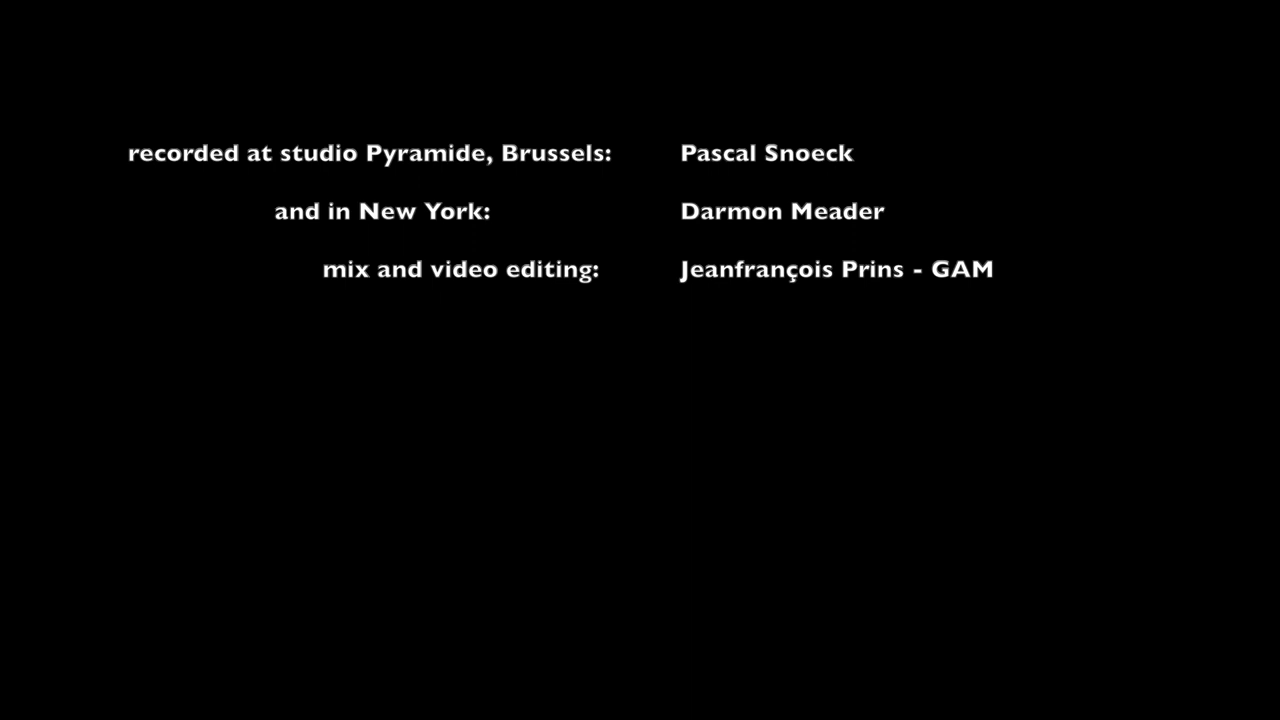 recorded at studio Pyramide, Brussels: Pascal Snoeck
and in New York: Darmon Meader
mix and video editing: Jeanfrançois Prins - GAM